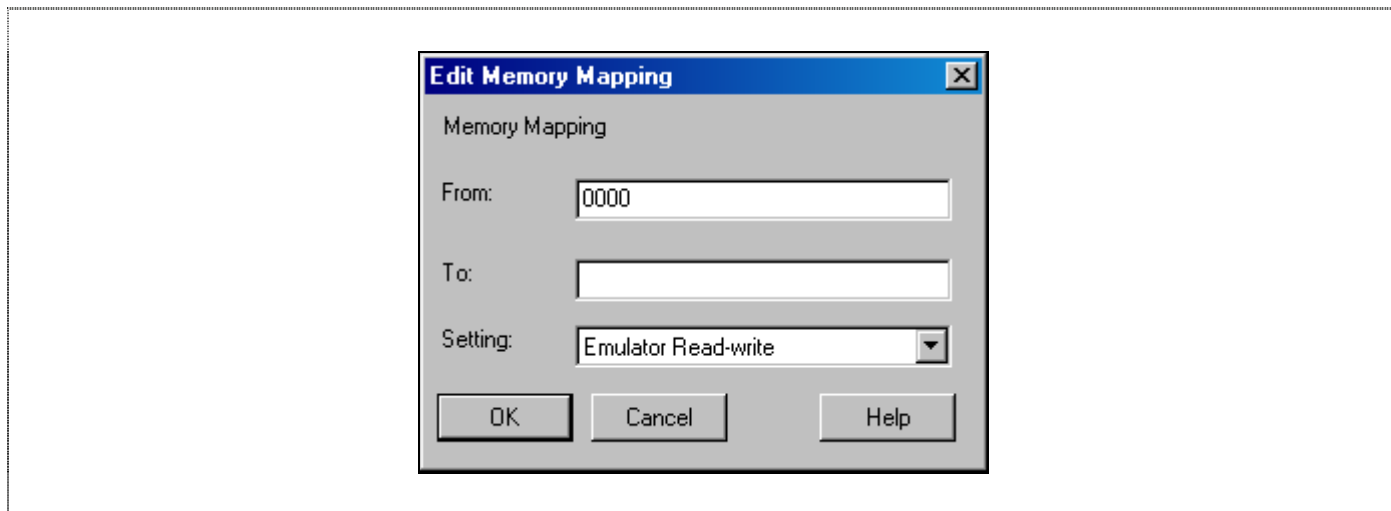 Edit Memory Mapping
Memory Mapping
From: 0000
To:
Setting: Emulator Read-write
OK Cancel Help